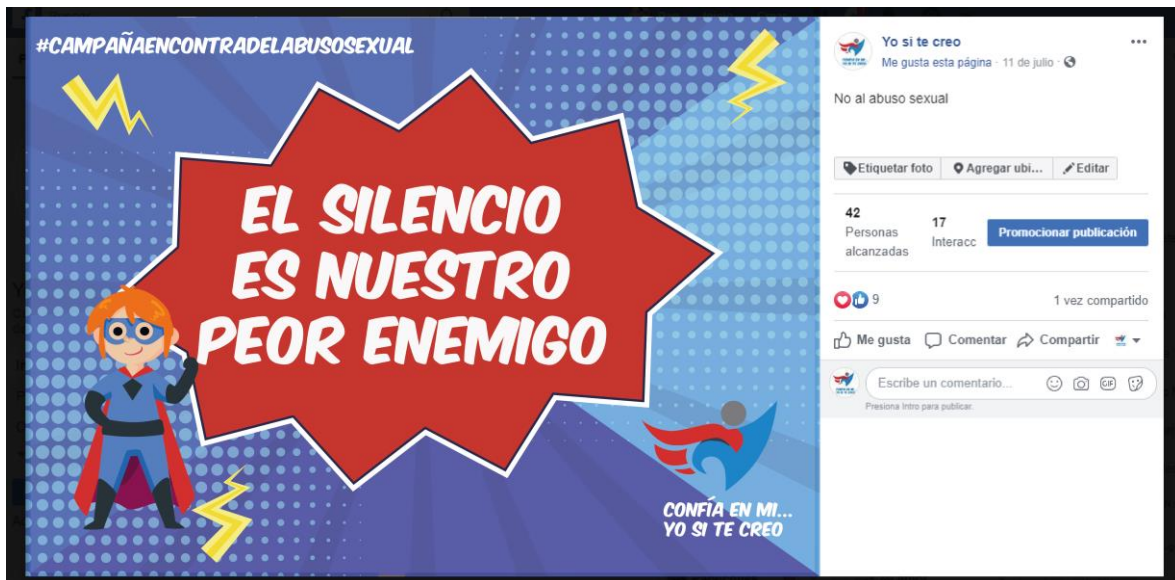 #CAMPAÑAENCONTRADELABUSOSEXUAL
EL SILENCIO
ES NUESTRO
PEOR ENEMIGO
CONFÍA EN MI...
YO SI TE CREO
Yo si te creo
Me gusta esta página · 11 de julio ·
No al abuso sexual
Etiquetar foto
Agregar ubi...
Editar
42
Personas
alcanzadas
17
Interacc
Promocionar publicación
9
1 vez compartido
Me gusta
Comentar
Compartir
Escribe un comentario...
GIF
Presiona Intro para publicar.